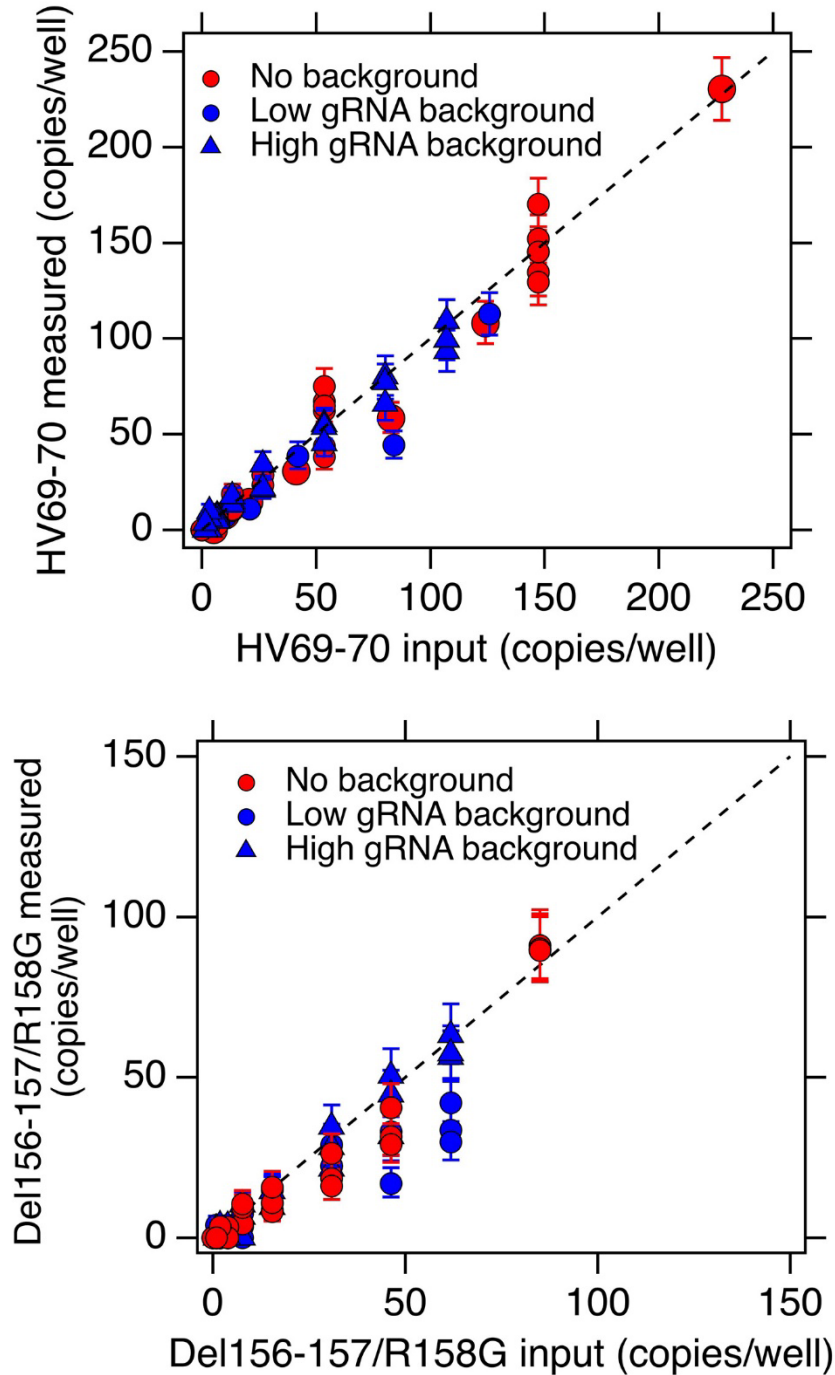 250
200
150
100
50
0
HV69-70 measured (copies/well)
No background
Low gRNA background
High gRNA background
0 50 100 150 200 250
HV69-70 input (copies/well)
150
100
50
0
Del156-157/R158G measured
(copies/well)
No background
Low gRNA background
High gRNA background
0 50 100 150
Del156-157/R158G input (copies/well)